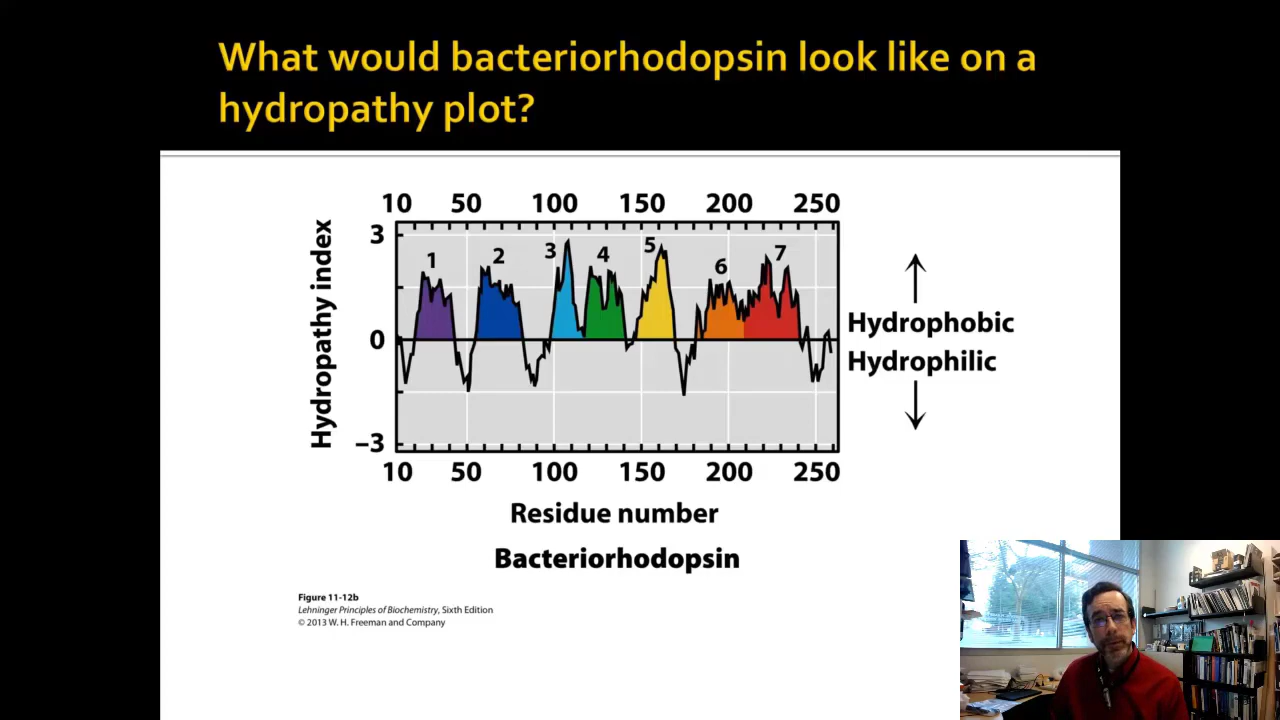 What would bacteriorhodopsin look like on a
hydropathy plot?
10 50 100 150 200 250
3
1 2 3 4 5 6 7
Hydropathy index
0
Hydrophobic
Hydrophilic
−3
10 50 100 150 200 250
Residue number
Bacteriorhodopsin
Figure 11-12b
Lehninger Principles of Biochemistry, Sixth Edition
© 2013 W. H. Freeman and Company